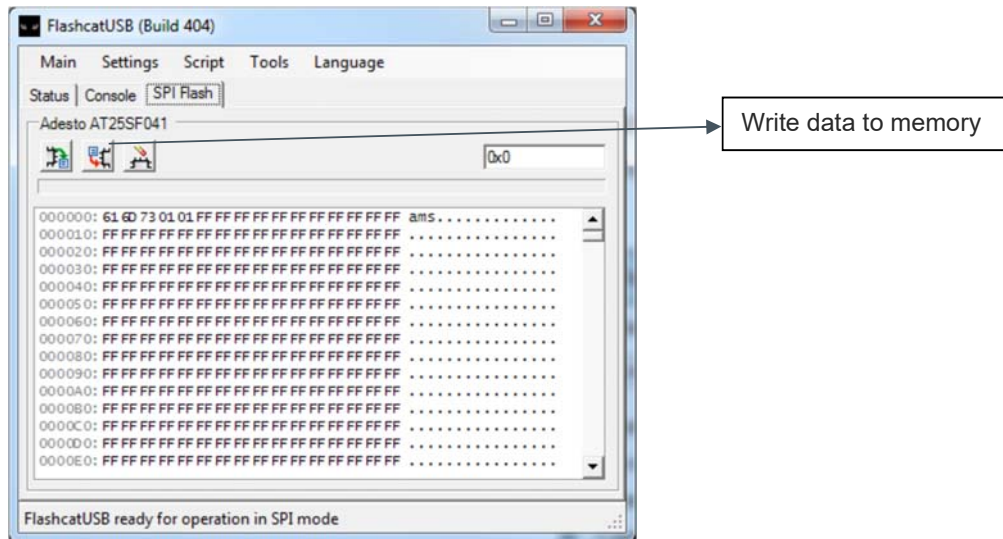 FlashcatUSB (Build 404)
Main Settings Script Tools Language
Status Console SPI Flash
Adesto AT25SF041
Write data to memory
0x0
000000: 61 6D 73 01 01 FF FF FF FF FF FF FF FF FF FF FF ams.............
000010: FF FF FF FF FF FF FF FF FF FF FF FF FF FF FF FF ................
000020: FF FF FF FF FF FF FF FF FF FF FF FF FF FF FF FF ................
000030: FF FF FF FF FF FF FF FF FF FF FF FF FF FF FF FF ................
000040: FF FF FF FF FF FF FF FF FF FF FF FF FF FF FF FF ................
000050: FF FF FF FF FF FF FF FF FF FF FF FF FF FF FF FF ................
000060: FF FF FF FF FF FF FF FF FF FF FF FF FF FF FF FF ................
000070: FF FF FF FF FF FF FF FF FF FF FF FF FF FF FF FF ................
000080: FF FF FF FF FF FF FF FF FF FF FF FF FF FF FF FF ................
000090: FF FF FF FF FF FF FF FF FF FF FF FF FF FF FF FF ................
0000A0: FF FF FF FF FF FF FF FF FF FF FF FF FF FF FF FF ................
0000B0: FF FF FF FF FF FF FF FF FF FF FF FF FF FF FF FF ................
0000C0: FF FF FF FF FF FF FF FF FF FF FF FF FF FF FF FF ................
0000D0: FF FF FF FF FF FF FF FF FF FF FF FF FF FF FF FF ................
0000E0: FF FF FF FF FF FF FF FF FF FF FF FF FF FF FF FF ................
FlashcatUSB ready for operation in SPI mode